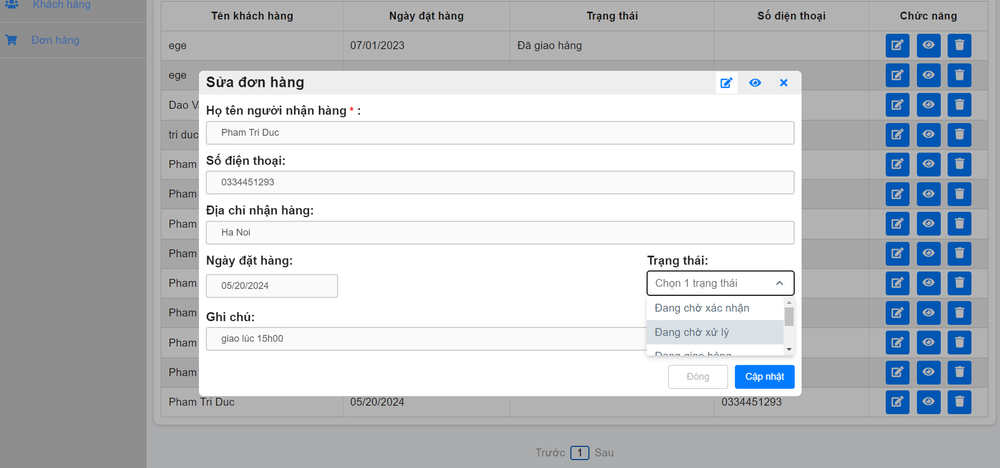 Khách hàng
Đơn hàng
Tên khách hàng Ngày đặt hàng Trạng thái Số điện thoại Chức năng
ege 07/01/2023 Đã giao hàng
ege
Dao
tri duc
Pham
Pham
Pham
Pham
Pham
Pham
Pham
Pham
Pham Tri Duc 05/20/2024 0334451293
Sửa đơn hàng
Họ tên người nhận hàng * :
Pham Tri Duc
Số điện thoại:
0334451293
Địa chỉ nhận hàng:
Ha Noi
Ngày đặt hàng:
05/20/2024
Trạng thái:
Chọn 1 trạng thái
Đang chờ xác nhận
Đang chờ xử lý
Đang giao hàng
Ghi chú:
giao lúc 15h00
Đóng Cập nhật
Trước 1 Sau